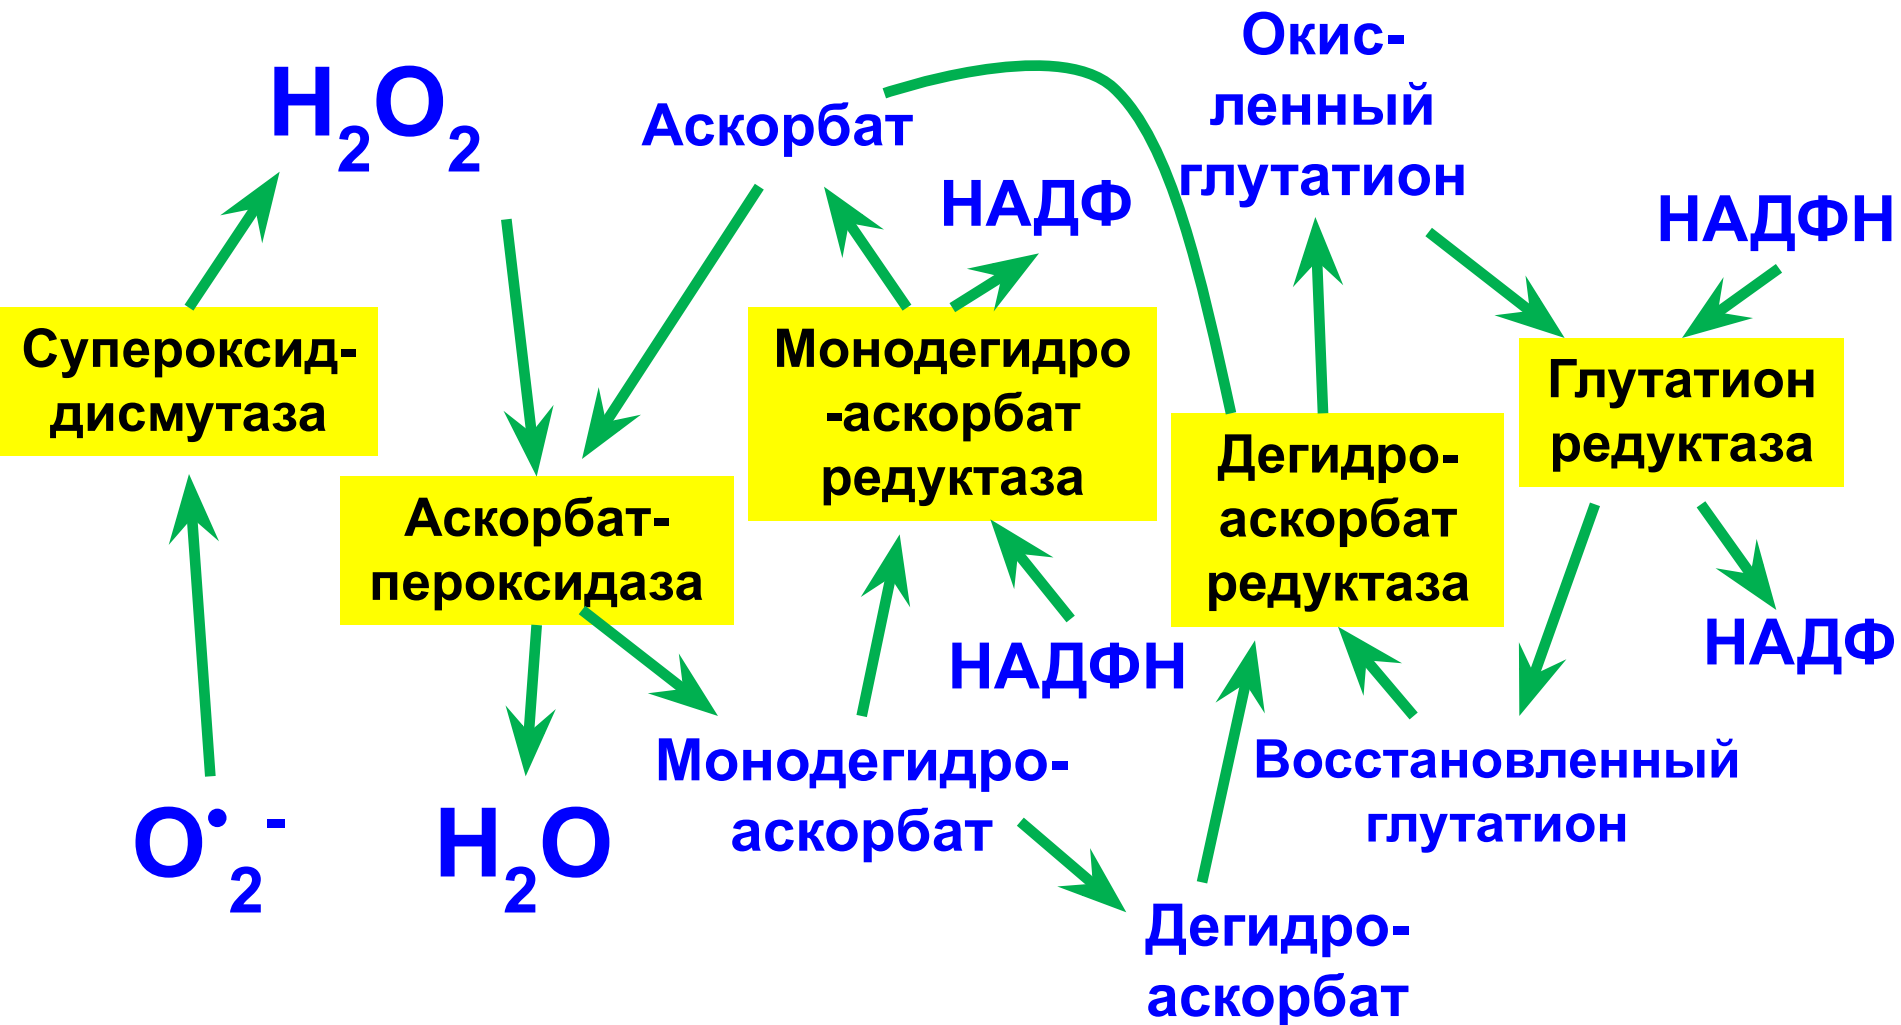 H2O2
Аскорбат
Окис-
ленный
глутатион
НАДФ
НАДФН
Супероксид-
дисмутаза
Аскорбат-
пероксидаза
Монодегидро
-аскорбат
редуктаза
Дегидро-
аскорбат
редуктаза
Глутатион
редуктаза
НАДФН
НАДФ
O•2-
H2O
Монодегидро-
аскорбат
Восстановленный
глутатион
Дегидро-
аскорбат